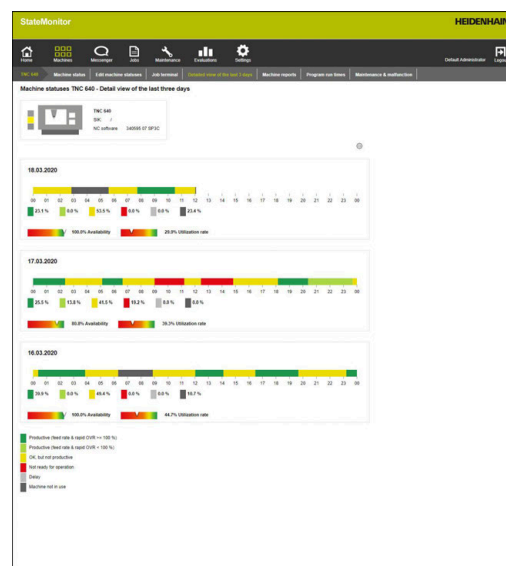 StateMonitor HEIDENHAIN
Home Machines Messenger Jobs Maintenance Evaluations Settings Default Administrator Logout
TNC 640 Machine status Edit machine statuses Job terminal Detailed view of the last 3 days Machine reports Program run times Maintenance & malfunction
Machine statuses TNC 640 - Detail view of the last three days
TNC 640
SIK: /
NC software 340595 07 SP3C
18.03.2020
00 01 02 03 04 05 06 07 08 09 10 11 12 13 14 15 16 17 18 19 20 21 22 23 00
23.1 % 0.0 % 53.5 % 0.0 % 0.0 % 23.4 %
100.0% Availability 29.0% Utilization rate
17.03.2020
00 01 02 03 04 05 06 07 08 09 10 11 12 13 14 15 16 17 18 19 20 21 22 23 00
25.5 % 13.8 % 41.5 % 19.2 % 0.0 % 0.0 %
80.8% Availability 39.3% Utilization rate
16.03.2020
00 01 02 03 04 05 06 07 08 09 10 11 12 13 14 15 16 17 18 19 20 21 22 23 00
39.9 % 0.0 % 49.4 % 0.0 % 0.0 % 10.7 %
100.0% Availability 44.7% Utilization rate
Productive (feed rate & rapid OVR >= 100 %)
Productive (feed rate & rapid OVR < 100 %)
OK, but not productive
Not ready for operation
Delay
Machine not in use